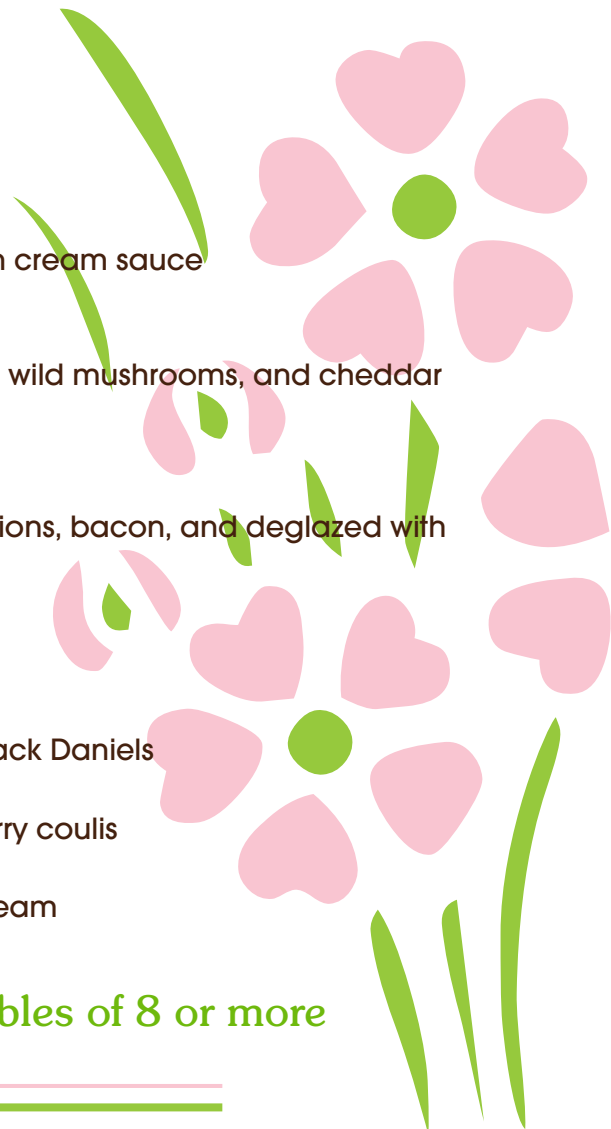 n cream sauce
wild mushrooms, and cheddar
ions, bacon, and deglazed with
ack Daniels
rry coulis
eam
bles of 8 or more